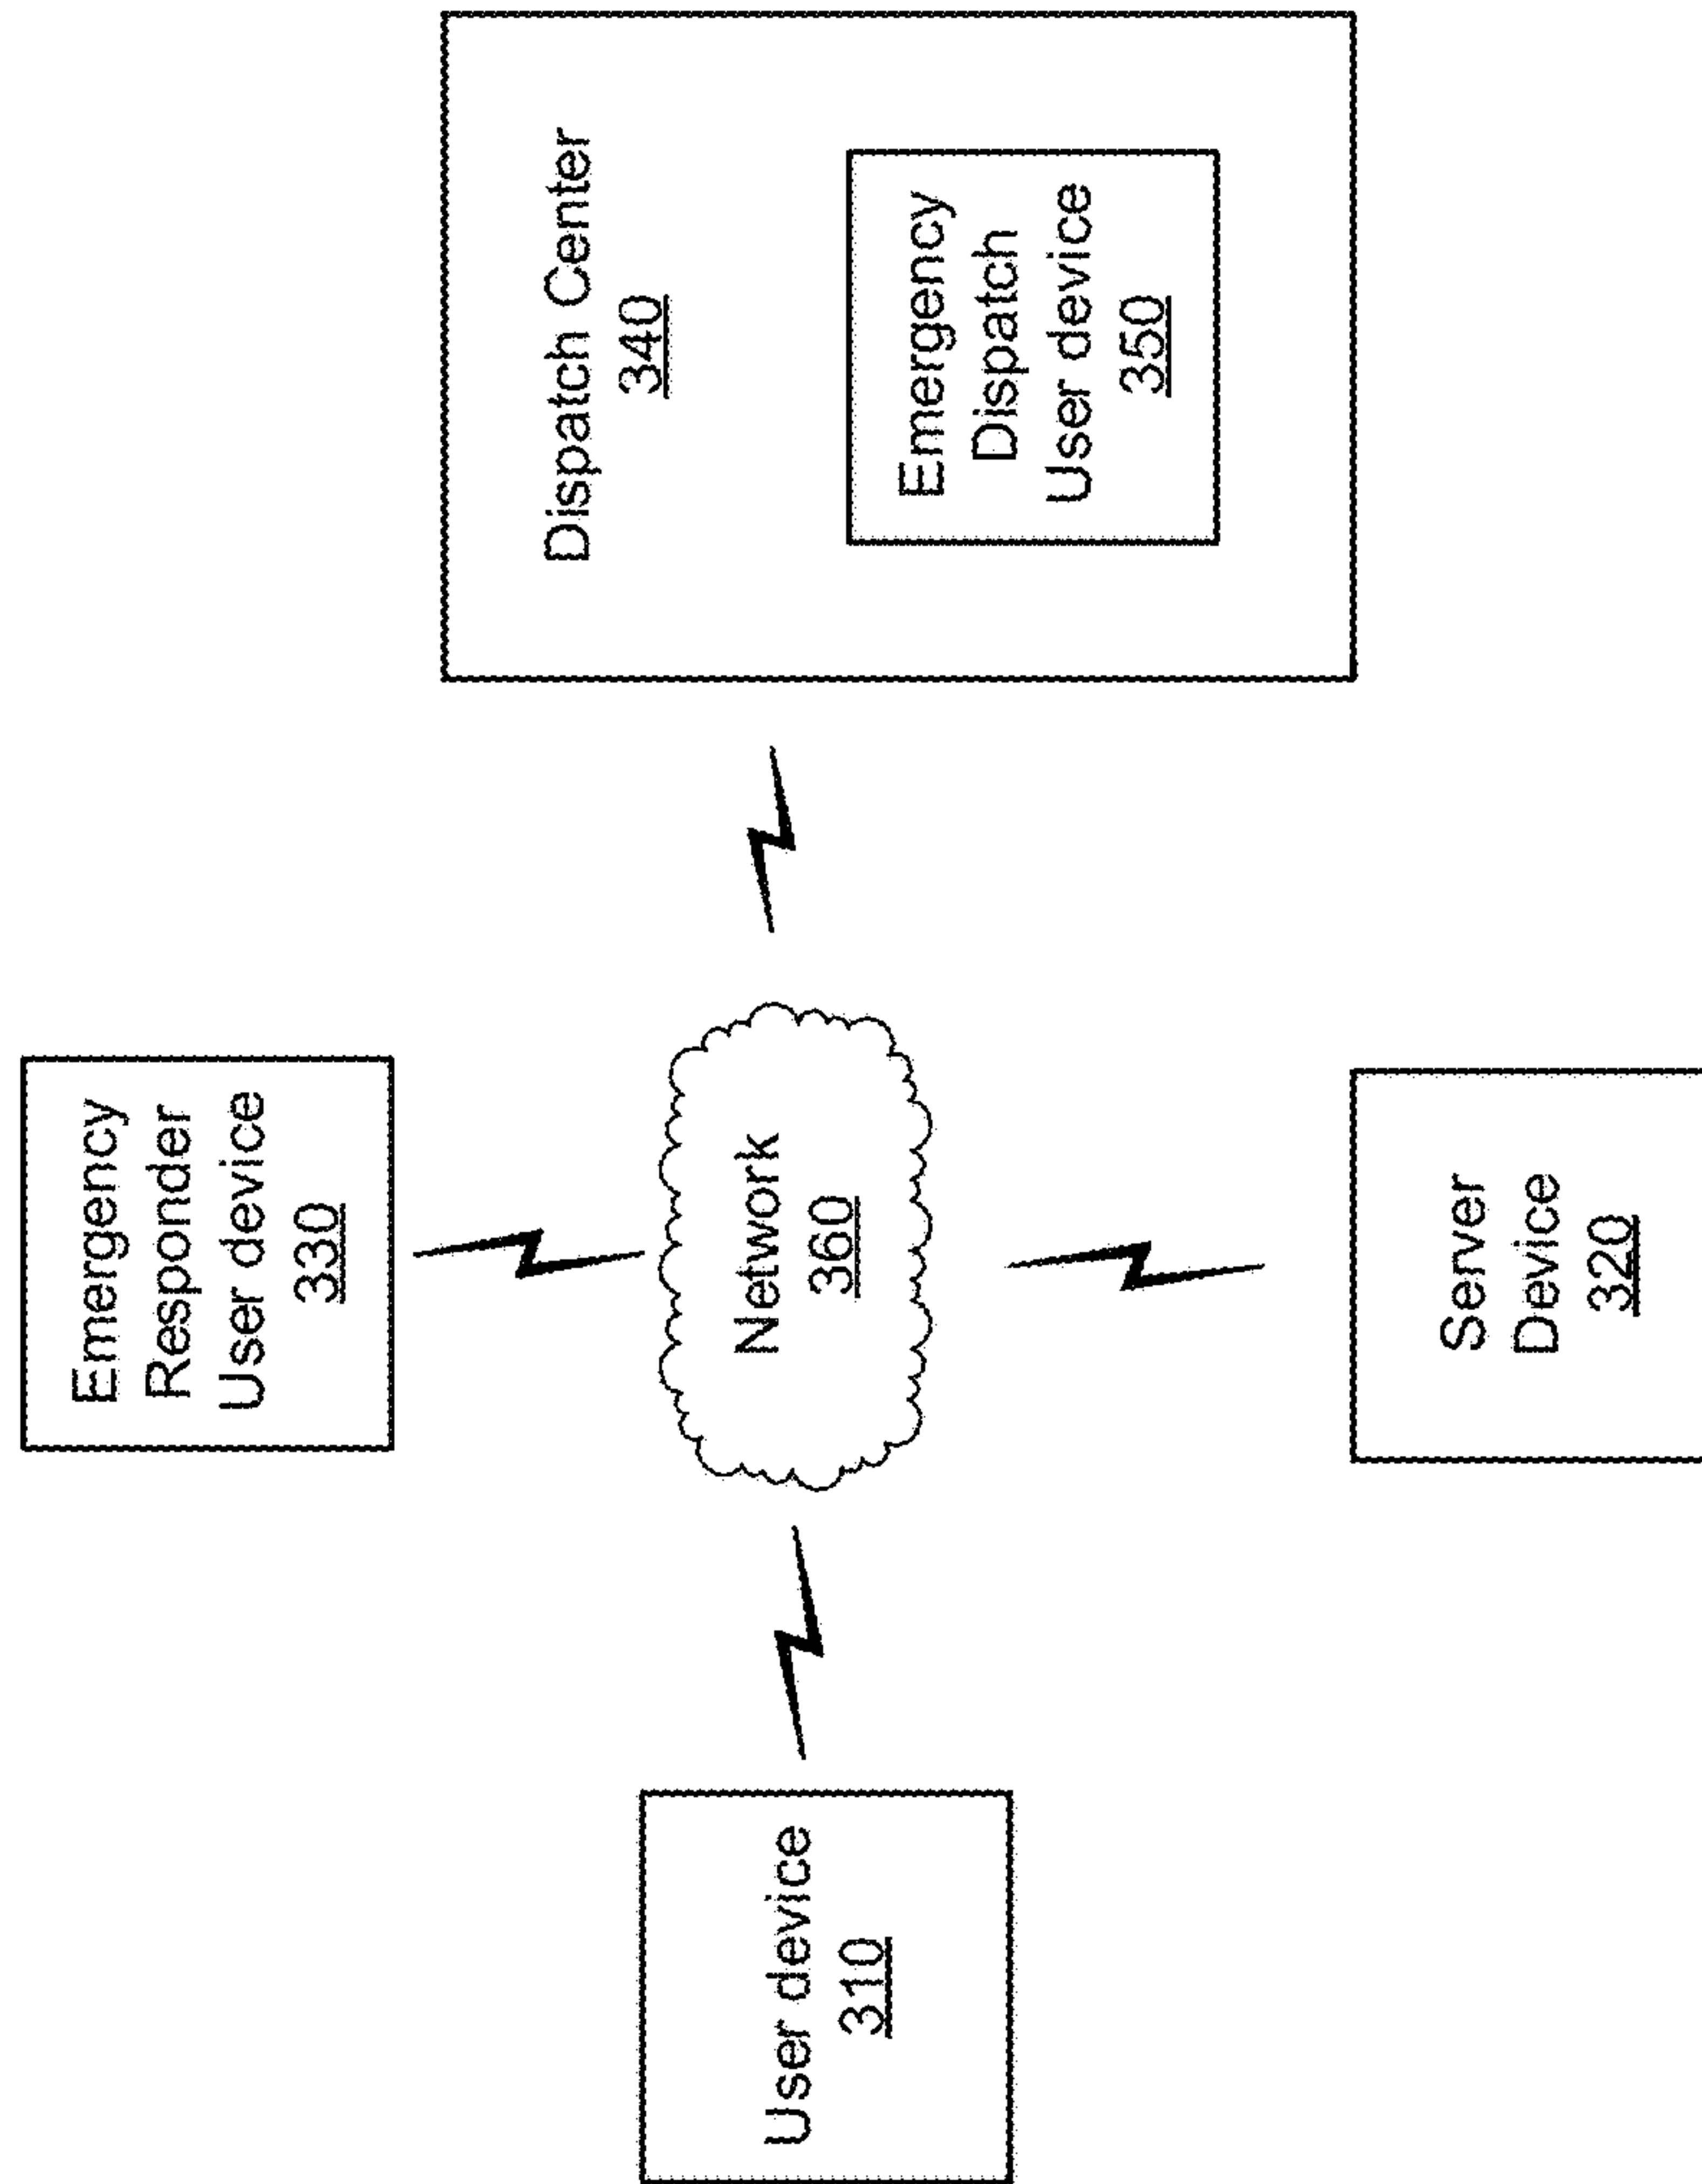 Emergency
Responder
User device
330
Dispatch Center
340
Emergency
Dispatch
User device
350
Network
360
User device
310
Server
Device
320